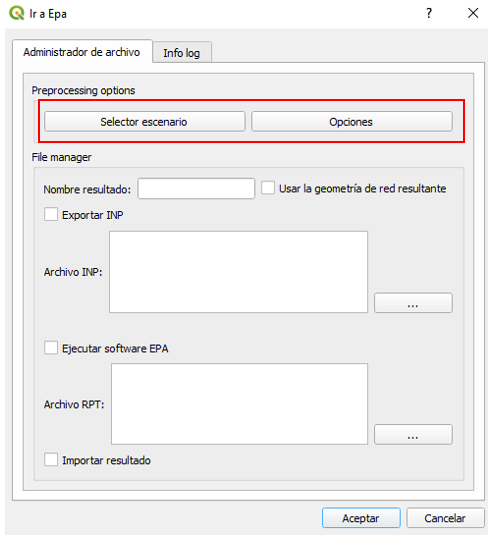 Ir a Epa
?
Administrador de archivo
Info log
Preprocessing options
Selector escenario
Opciones
File manager
Nombre resultado:
Usar la geometría de red resultante
Exportar INP
Archivo INP:
...
Ejecutar software EPA
Archivo RPT:
...
Importar resultado
Aceptar
Cancelar